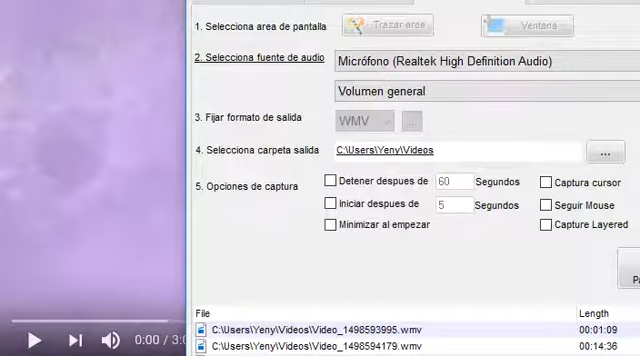 1. Selecciona area de pantalla Trazar area Ventana
2. Selecciona fuente de audio Micrófono (Realtek High Definition Audio)
Volumen general
3. Fijar formato de salida WMV ...
4. Selecciona carpeta salida C:\Users\Yeny\Videos ...
5. Opciones de captura
Detener despues de 60 Segundos Captura cursor
Iniciar despues de 5 Segundos Seguir Mouse
Minimizar al empezar Capture Layered
File Length
C:\Users\Yeny\Videos\Video_1498593995.wmv 00:01:09
C:\Users\Yeny\Videos\Video_1498594179.wmv 00:14:36
0:00 /